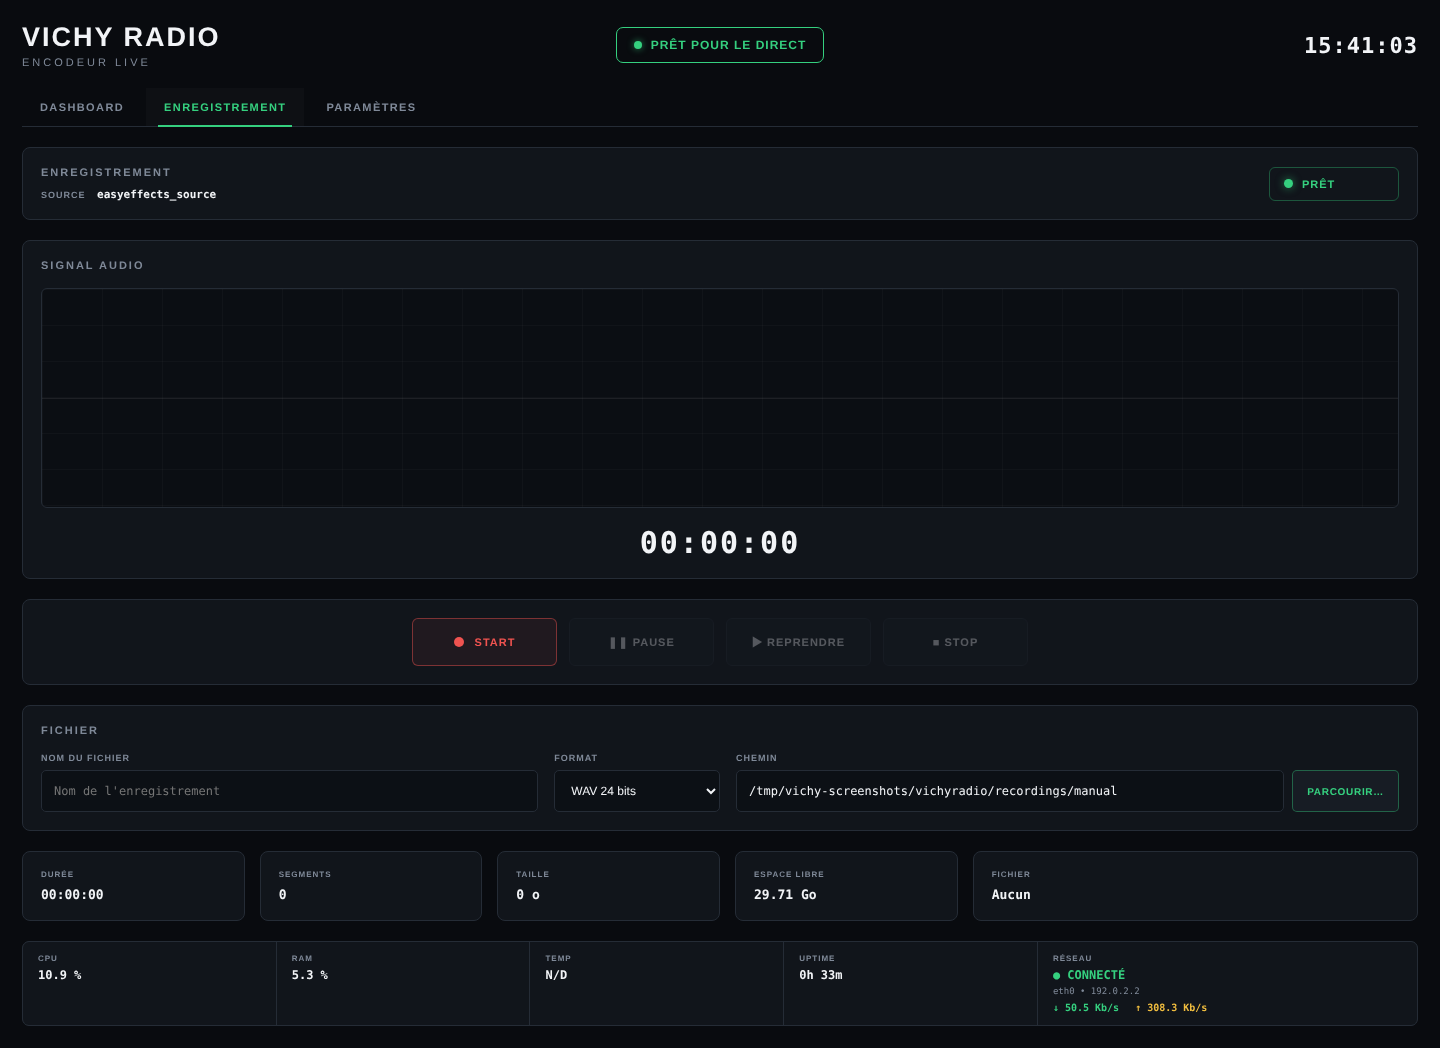 VICHY RADIO
ENCODEUR LIVE
PRÊT POUR LE DIRECT
15:41:03
DASHBOARD
ENREGISTREMENT
PARAMÈTRES
ENREGISTREMENT
SOURCE easyeffects_source
PRÊT
SIGNAL AUDIO
00:00:00
START
PAUSE
REPRENDRE
STOP
FICHIER
NOM DU FICHIER
Nom de l'enregistrement
FORMAT
WAV 24 bits
CHEMIN
/tmp/vichy-screenshots/vichyradio/recordings/manual
PARCOURIR...
DURÉE
00:00:00
SEGMENTS
0
TAILLE
0 o
ESPACE LIBRE
29.71 Go
FICHIER
Aucun
CPU
10.9 %
RAM
5.3 %
TEMP
N/D
UPTIME
0h 33m
RÉSEAU
CONNECTÉ
eth0 • 192.0.2.2
↓ 50.5 Kb/s ↑ 308.3 Kb/s